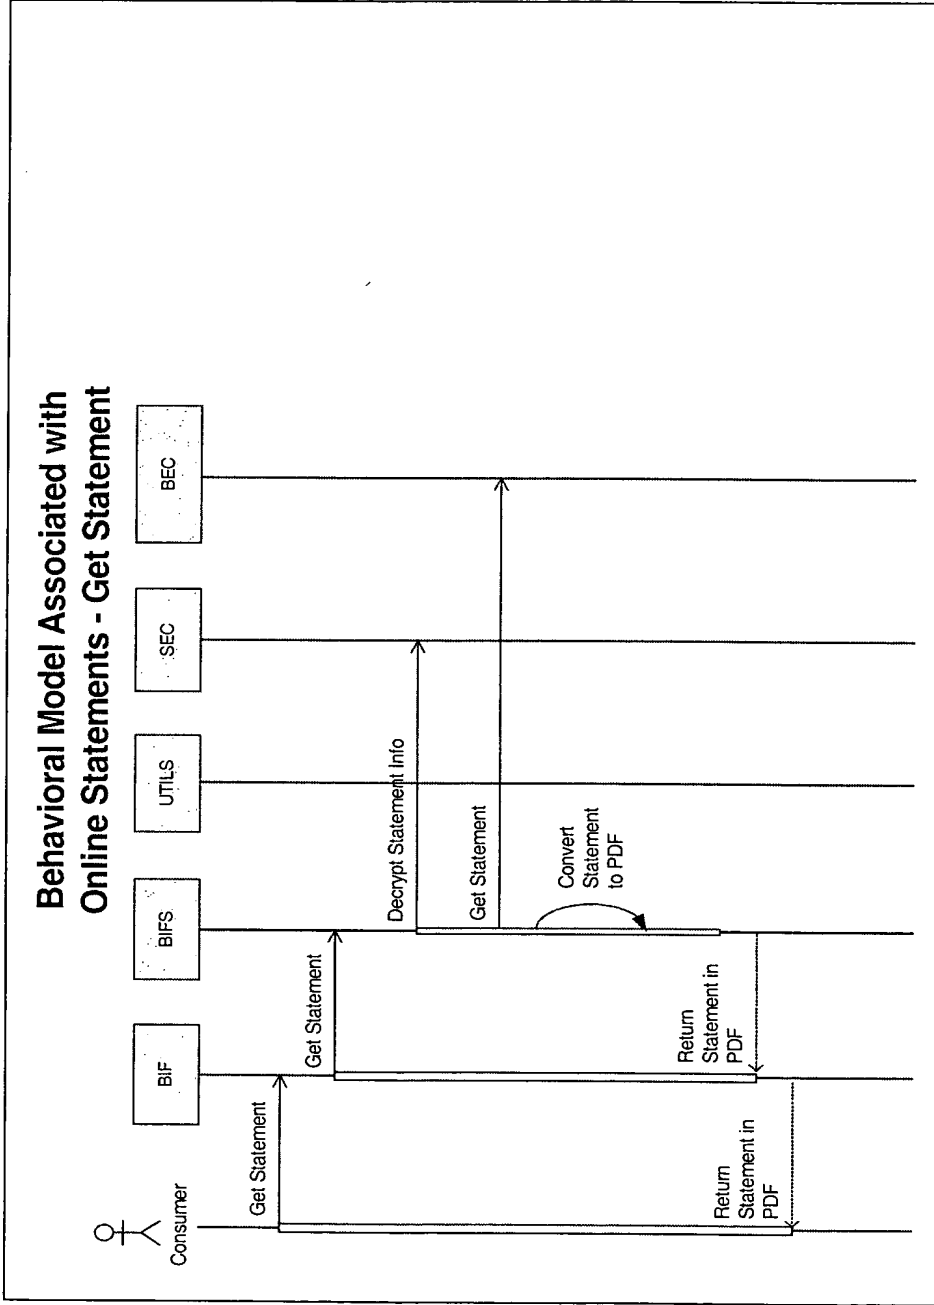 Behavioral Model Associated with
Online Statements - Get Statement
Consumer
BIF
BIFS
UTILS
SEC
BEC
Get Statement
Get Statement
Decrypt Statement Info
Get Statement
Convert
Statement
to PDF
Return
Statement in
PDF
Return
Statement in
PDF